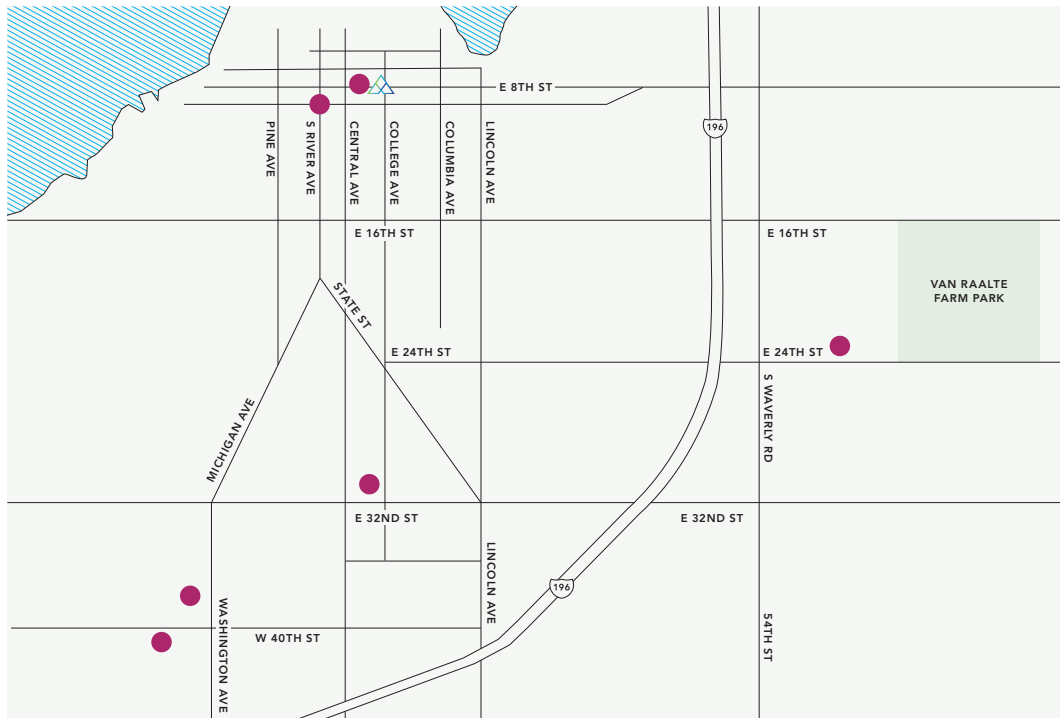 E 8TH ST
196
PINE AVE
S RIVER AVE
CENTRAL AVE
COLLEGE AVE
COLUMBIA AVE
LINCOLN AVE
E 16TH ST
E 16TH ST
VAN RAALTE
FARM PARK
STATE ST
E 24TH ST
E 24TH ST
MICHIGAN AVE
S WAVERLY RD
E 32ND ST
E 32ND ST
LINCOLN AVE
196
WASHINGTON AVE
W 40TH ST
54TH ST